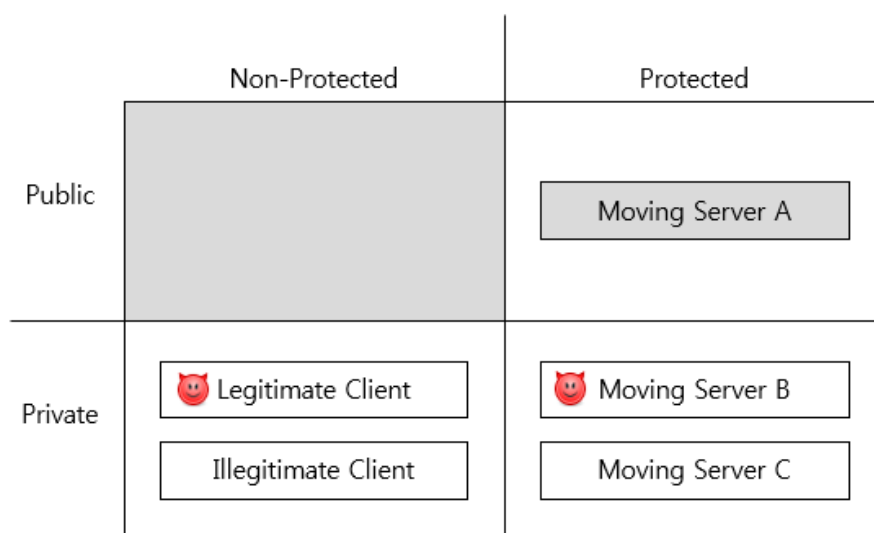 Non-Protected
Protected
Public
Moving Server A
Private
Legitimate Client
Moving Server B
Illegitimate Client
Moving Server C